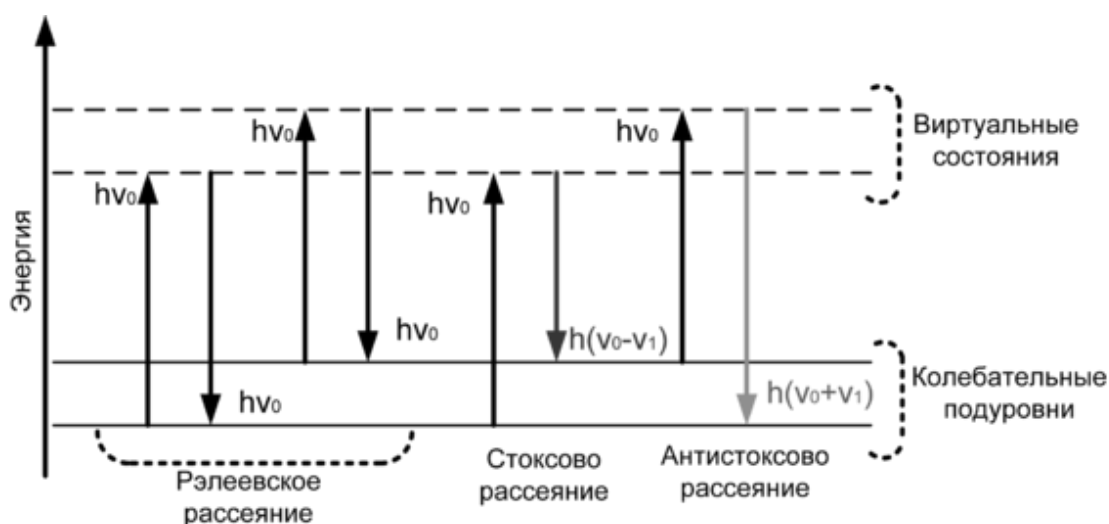 Энергия
hν₀
hν₀
hν₀
hν₀
hν₀
h(ν₀-ν₁)
hν₀
h(ν₀+ν₁)
Виртуальные
состояния
Колебательные
подуровни
Рэлеевское
рассеяние
Стоксово
рассеяние
Антистоксово
рассеяние